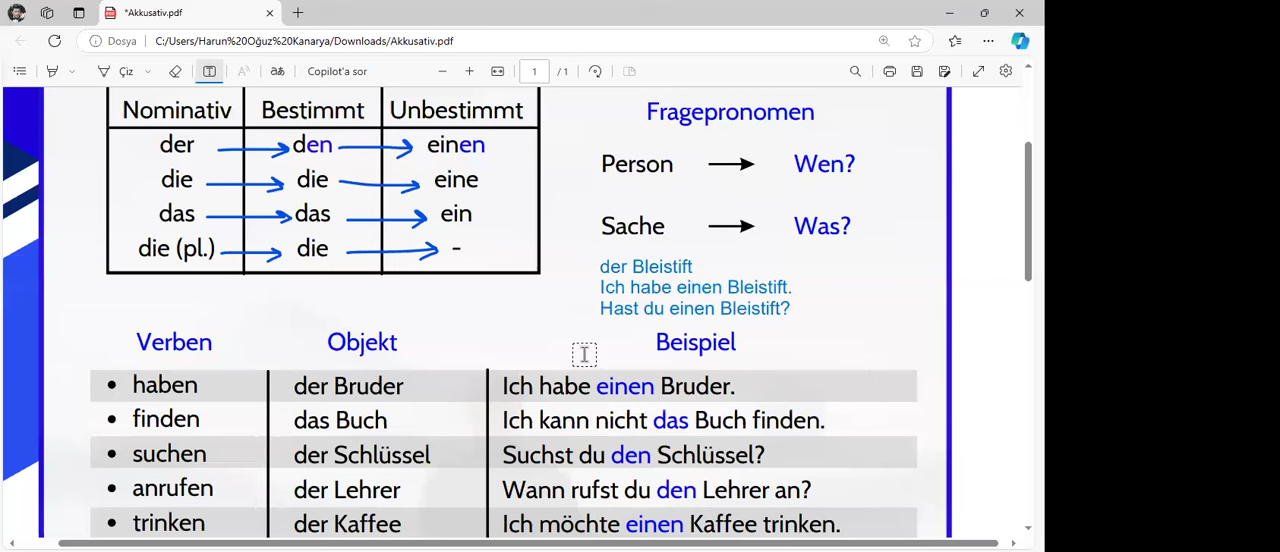 *Akkusativ.pdf
Dosya C:/Users/Harun%20Oğuz%20Kanarya/Downloads/Akkusativ.pdf
Çiz
Copilot'a sor
1 /1
Nominativ Bestimmt Unbestimmt
der den einen
die die eine
das das ein
die (pl.) die -
Fragepronomen
Person Wen?
Sache Was?
der Bleistift
Ich habe einen Bleistift.
Hast du einen Bleistift?
Verben Objekt Beispiel
• haben der Bruder Ich habe einen Bruder.
• finden das Buch Ich kann nicht das Buch finden.
• suchen der Schlüssel Suchst du den Schlüssel?
• anrufen der Lehrer Wann rufst du den Lehrer an?
• trinken der Kaffee Ich möchte einen Kaffee trinken.